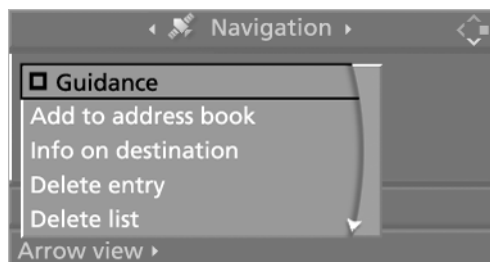 Navigation
Guidance
Add to address book
Info on destination
Delete entry
Delete list
Arrow view